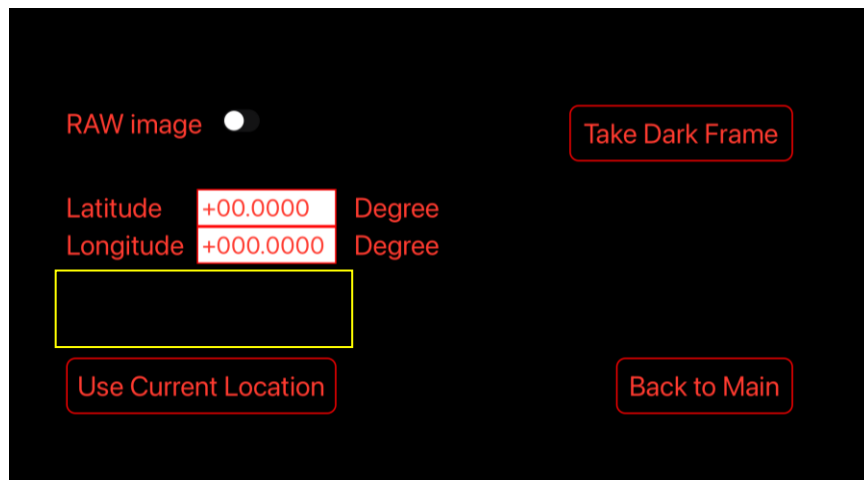 RAW image
Take Dark Frame
Latitude +00.0000 Degree
Longitude +000.0000 Degree
Use Current Location
Back to Main